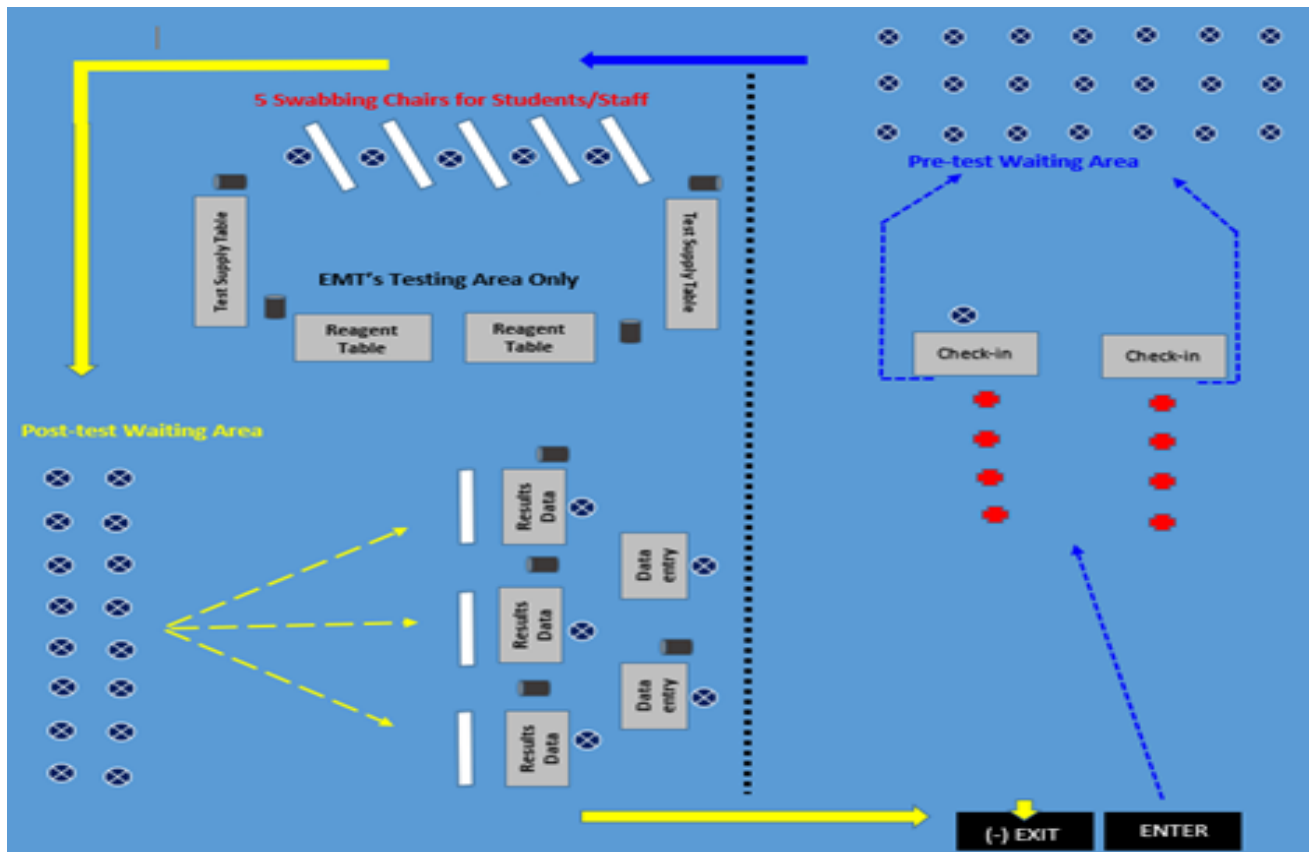 5 Swabbing Chairs for Students/Staff
Pre-test Waiting Area
Test Supply Table
Test Supply Table
EMT's Testing Area Only
Reagent
Table
Reagent
Table
Check-in
Check-in
Post-test Waiting Area
Results
Data
Data
entry
Results
Data
Data
entry
Results
Data
(-) EXIT
ENTER